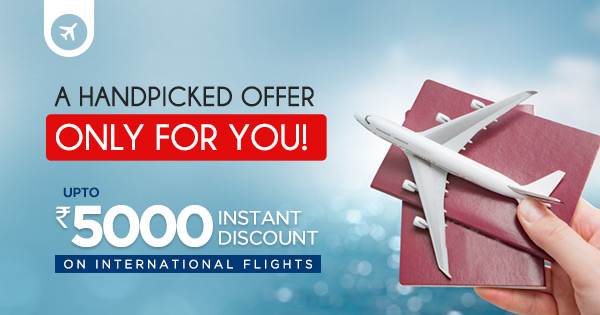 A HANDPICKED OFFER
ONLY FOR YOU!
UPTO
₹5000 INSTANT
DISCOUNT
ON INTERNATIONAL FLIGHTS